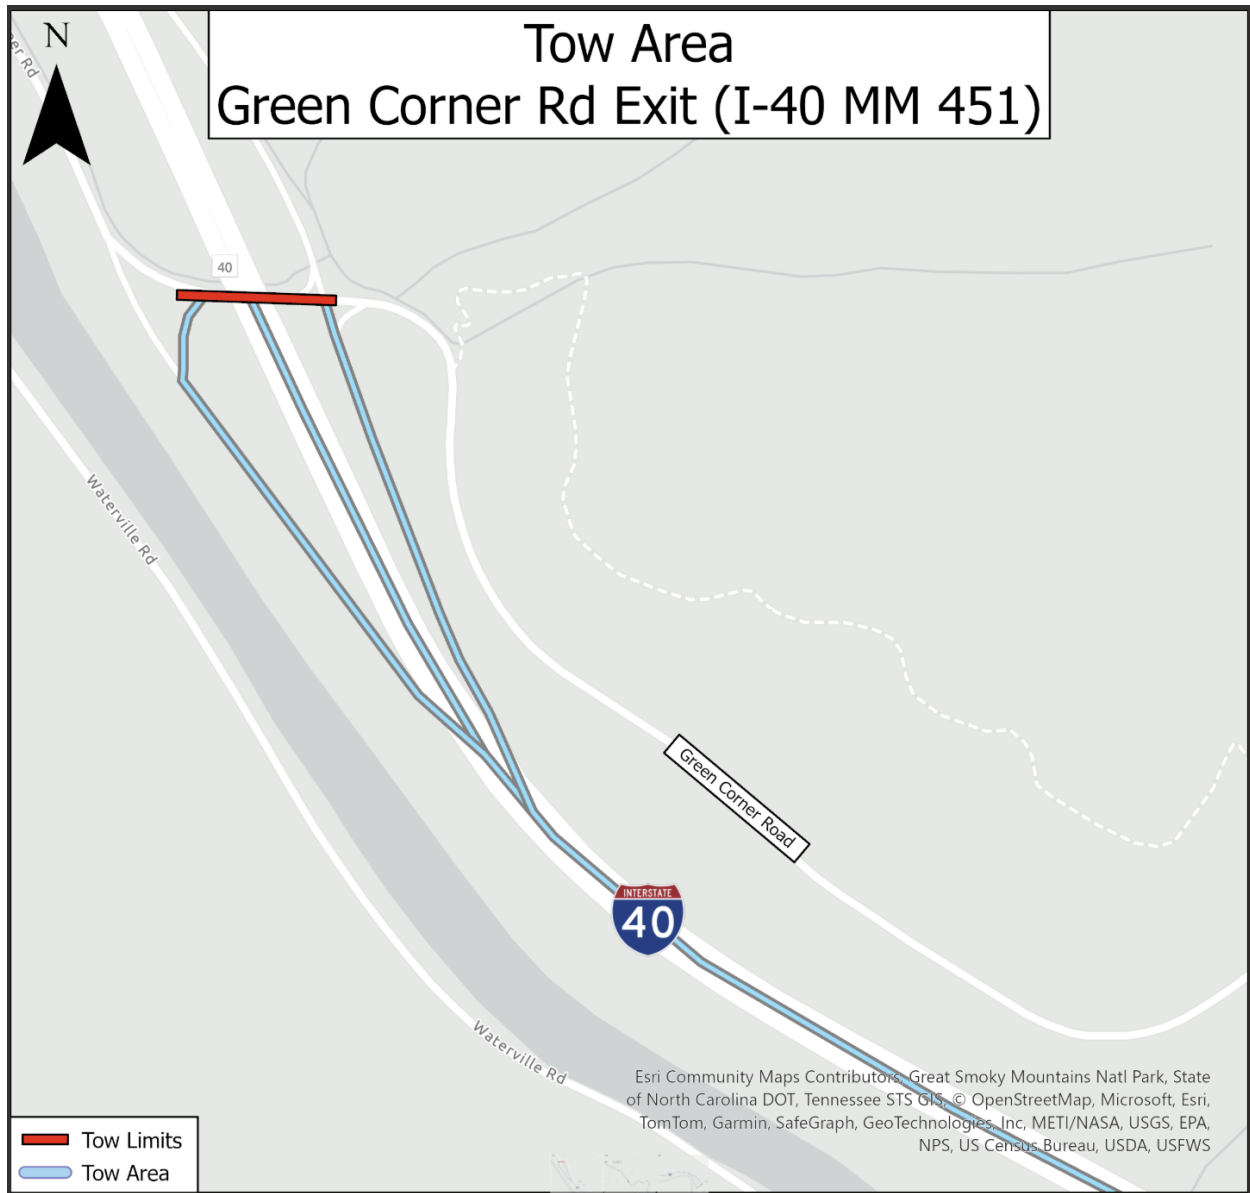 Tow Area
Green Corner Rd Exit (I-40 MM 451)
N
Rd
40
Waterville Rd
Green Corner Road
INTERSTATE
40
Waterville Rd
Esri Community Maps Contributors, Great Smoky Mountains Natl Park, State
of North Carolina DOT, Tennessee STS GIS, © OpenStreetMap, Microsoft, Esri,
TomTom, Garmin, SafeGraph, GeoTechnologies, Inc, METI/NASA, USGS, EPA,
NPS, US Census Bureau, USDA, USFWS
Tow Limits
Tow Area